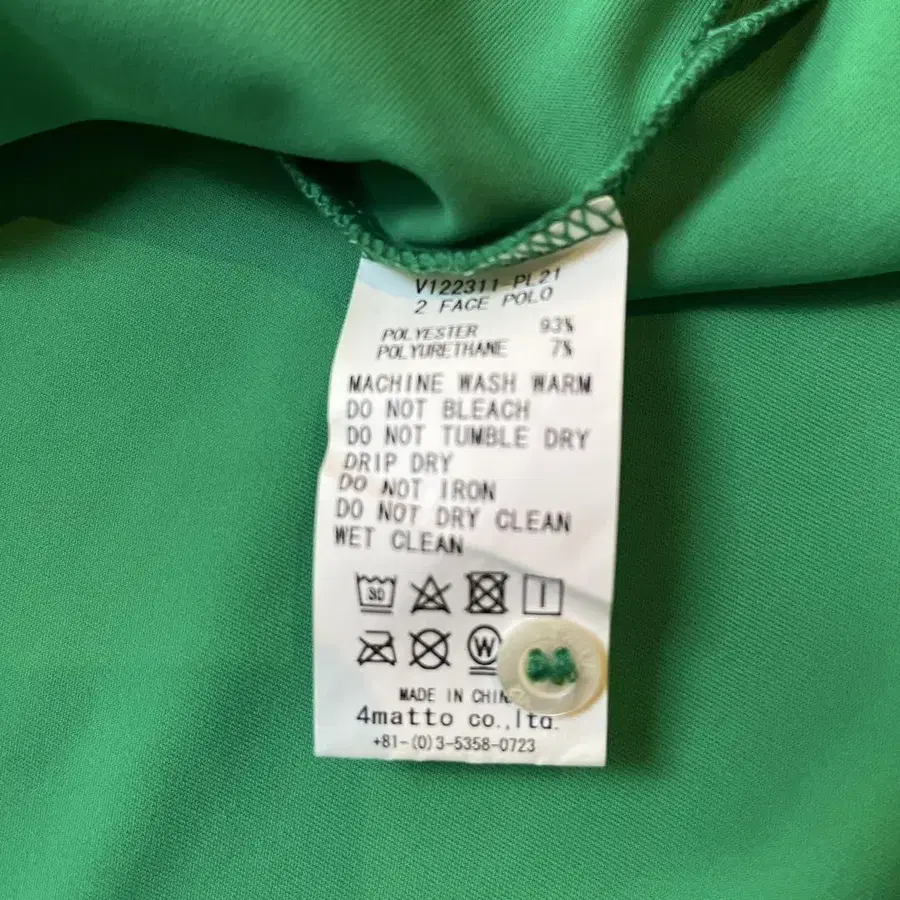 V122311-PL21
2 FACE POLO
POLYESTER 93%
POLYURETHANE 7%
MACHINE WASH WARM
DO NOT BLEACH
DO NOT TUMBLE DRY
DRIP DRY
DO NOT IRON
DO NOT DRY CLEAN
WET CLEAN
30
W
MADE IN CHIN
4matto co.,ltd.
+81-(0)3-5358-0723